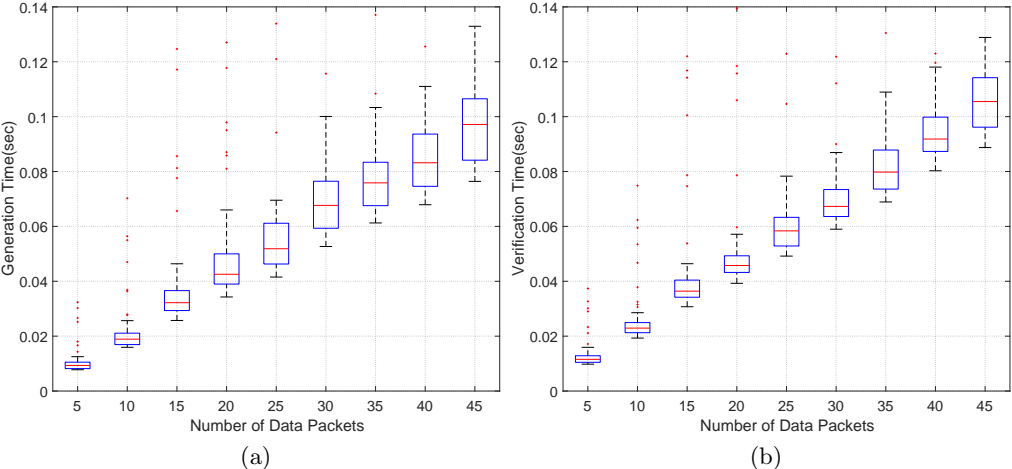 0.14
0.12
0.1
0.08
0.06
0.04
0.02
0
Generation Time(sec)
5 10 15 20 25 30 35 40 45
Number of Data Packets
(a)
0.14
0.12
0.1
0.08
0.06
0.04
0.02
0
Verification Time(sec)
5 10 15 20 25 30 35 40 45
Number of Data Packets
(b)